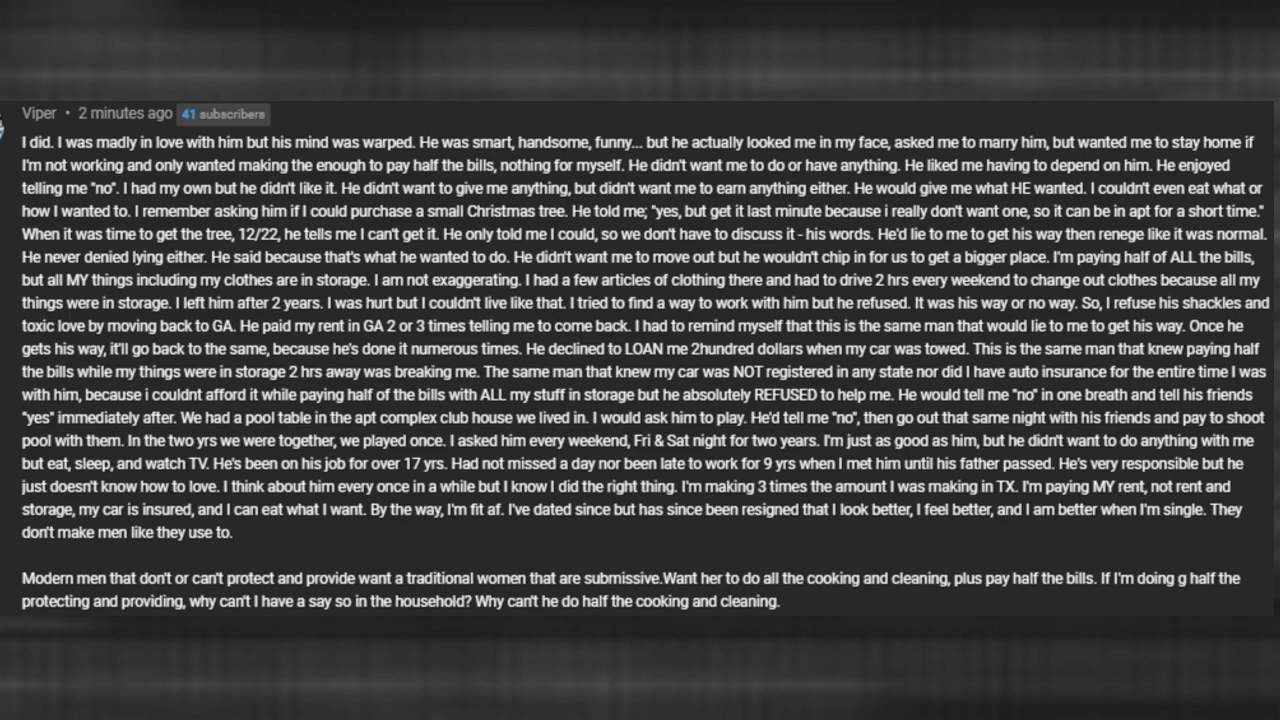 Viper • 2 minutes ago 41 subscribers
I did. I was madly in love with him but his mind was warped. He was smart, handsome, funny... but he actually looked me in my face, asked me to marry him, but wanted me to stay home if
I'm not working and only wanted making the enough to pay half the bills, nothing for myself. He didn't want me to do or have anything. He liked me having to depend on him. He enjoyed
telling me "no". I had my own but he didn't like it. He didn't want to give me anything, but didn't want me to earn anything either. He would give me what HE wanted. I couldn't even eat what or
how I wanted to. I remember asking him if I could purchase a small Christmas tree. He told me; "yes, but get it last minute because i really don't want one, so it can be in apt for a short time."
When it was time to get the tree, 12/22, he tells me I can't get it. He only told me I could, so we don't have to discuss it - his words. He'd lie to me to get his way then renege like it was normal.
He never denied lying either. He said because that's what he wanted to do. He didn't want me to move out but he wouldn't chip in for us to get a bigger place. I'm paying half of ALL the bills,
but all MY things including my clothes are in storage. I am not exaggerating. I had a few articles of clothing there and had to drive 2 hrs every weekend to change out clothes because all my
things were in storage. I left him after 2 years. I was hurt but I couldn't live like that. I tried to find a way to work with him but he refused. It was his way or no way. So, I refuse his shackles and
toxic love by moving back to GA. He paid my rent in GA 2 or 3 times telling me to come back. I had to remind myself that this is the same man that would lie to me to get his way. Once he
gets his way, it'll go back to the same, because he's done it numerous times. He declined to LOAN me 2hundred dollars when my car was towed. This is the same man that knew paying half
the bills while my things were in storage 2 hrs away was breaking me. The same man that knew my car was NOT registered in any state nor did I have auto insurance for the entire time I was
with him, because i couldnt afford it while paying half of the bills with ALL my stuff in storage but he absolutely REFUSED to help me. He would tell me "no" in one breath and tell his friends
"yes" immediately after. We had a pool table in the apt complex club house we lived in. I would ask him to play. He'd tell me "no", then go out that same night with his friends and pay to shoot
pool with them. In the two yrs we were together, we played once. I asked him every weekend, Fri & Sat night for two years. I'm just as good as him, but he didn't want to do anything with me
but eat, sleep, and watch TV. He's been on his job for over 17 yrs. Had not missed a day nor been late to work for 9 yrs when I met him until his father passed. He's very responsible but he
just doesn't know how to love. I think about him every once in a while but I know I did the right thing. I'm making 3 times the amount I was making in TX. I'm paying MY rent, not rent and
storage, my car is insured, and I can eat what I want. By the way, I'm fit af. I've dated since but has since been resigned that I look better, I feel better, and I am better when I'm single. They
don't make men like they use to.
Modern men that don't or can't protect and provide want a traditional women that are submissive.Want her to do all the cooking and cleaning, plus pay half the bills. If I'm doing g half the
protecting and providing, why can't I have a say so in the household? Why can't he do half the cooking and cleaning.